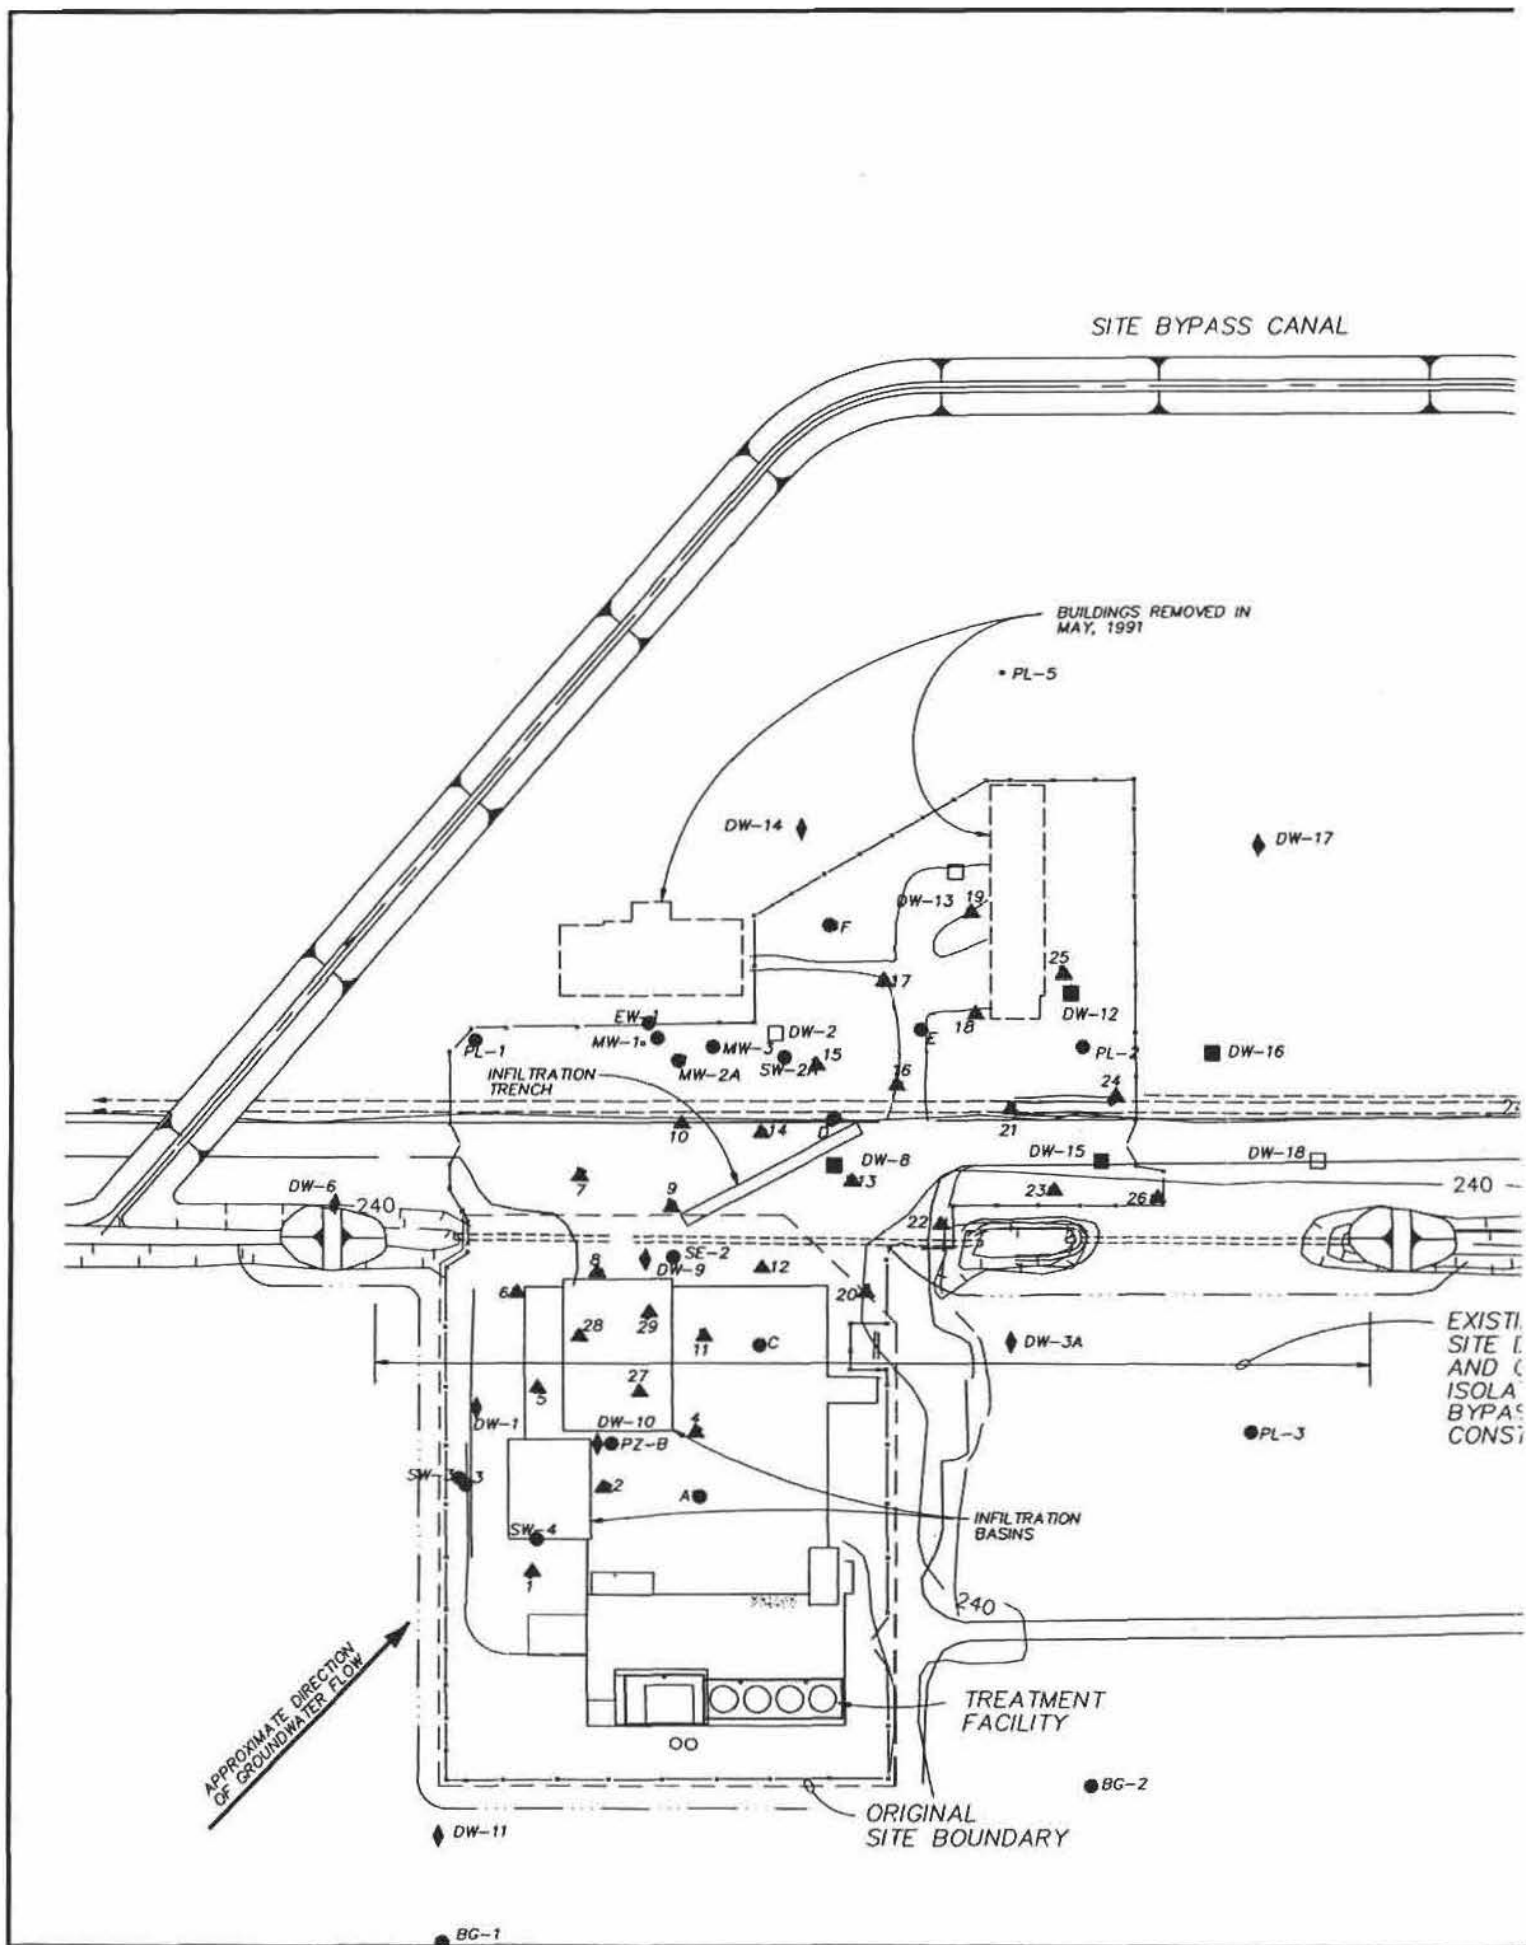 SITE BYPASS CANAL
BUILDINGS REMOVED IN
MAY, 1991
PL-5
DW-14
DW-17
DW-13
19
F
25
17
DW-12
EW-1
DW-2
18
E
PL-1
MW-1
MW-3
PL-2
DW-16
15
MW-2A
SW-2A
INFILTRATION
TRENCH
16
24
10
14
D
21
DW-8
DW-15
DW-18
13
7
DW-6
240
9
23
26
240
22
SE-2
DW-9
8
12
6
20
28
29
11
C
DW-3A
EXISTI
SITE
AND
ISOLA
BYPAS
CONST
5
27
DW-1
DW-10
4
PZ-B
PL-3
SW-3
3
2
A
INFILTRATION
BASINS
SW-4
1
240
APPROXIMATE DIRECTION
OF GROUNDWATER FLOW
TREATMENT
FACILITY
BG-2
ORIGINAL
SITE BOUNDARY
DW-11
BG-1